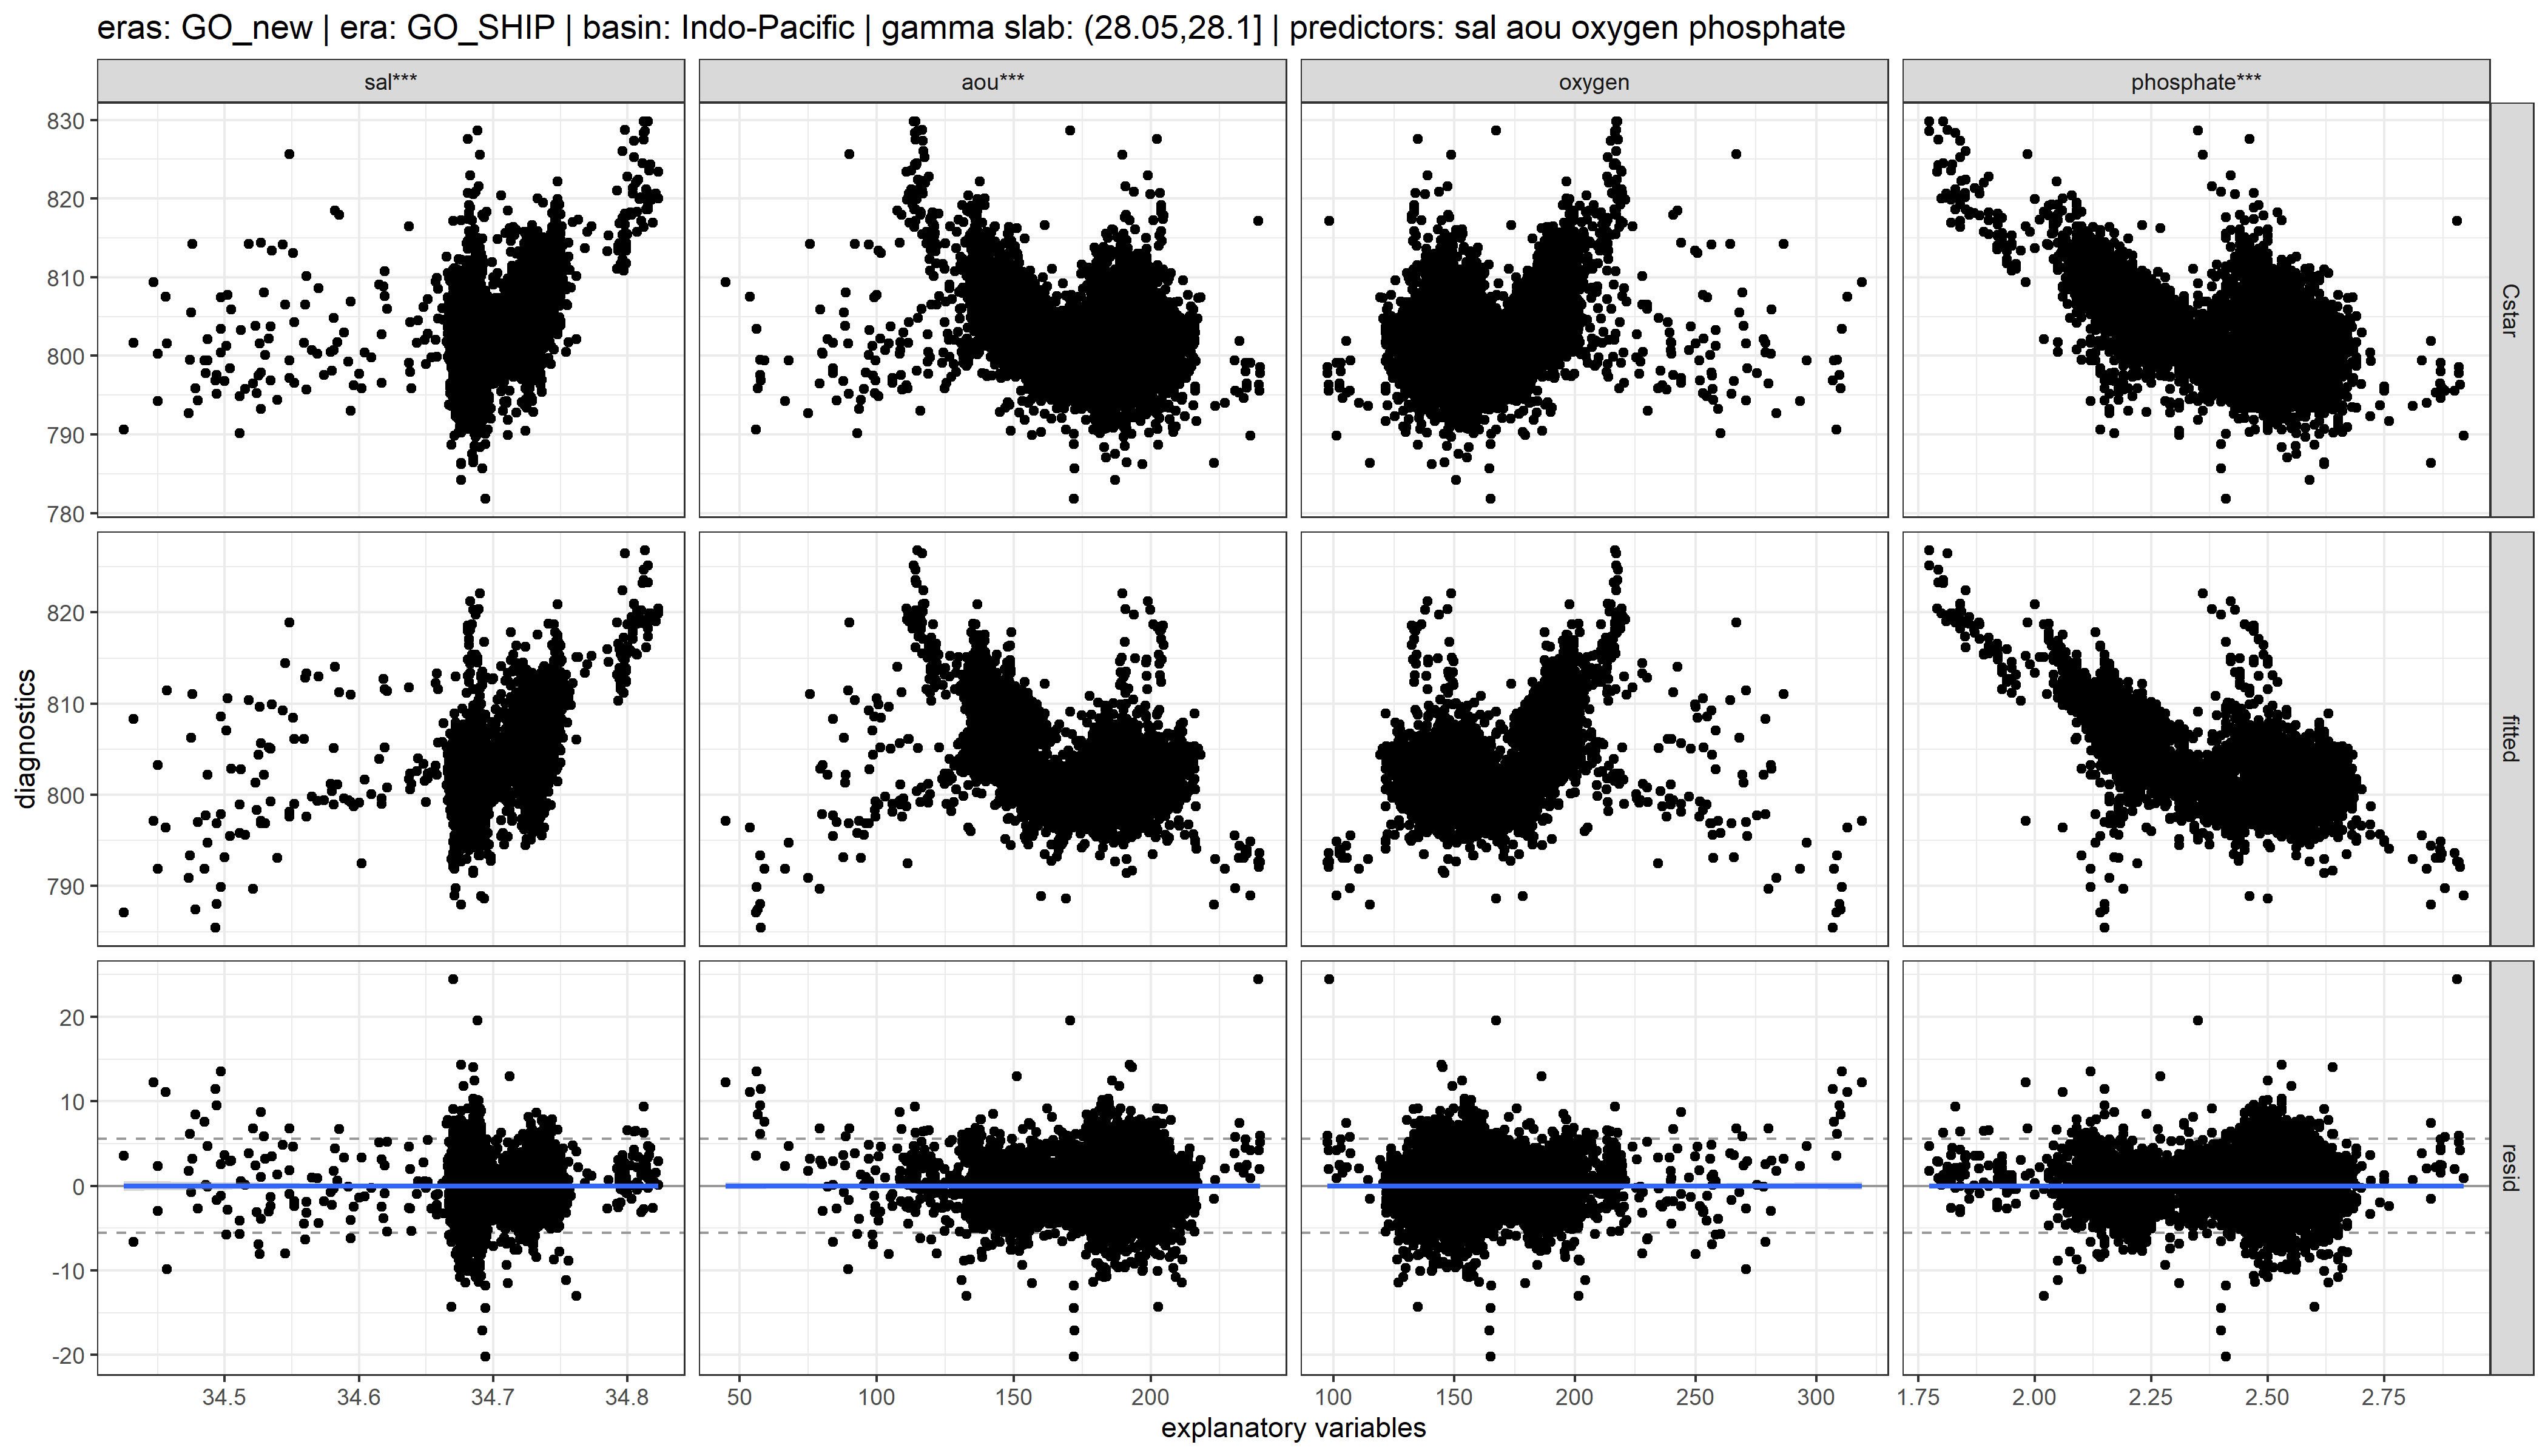 eras: GO_new | era: GO_SHIP | basin: Indo-Pacific | gamma slab: (28.05,28.1] | predictors: sal aou oxygen phosphate
sal*** aou*** oxygen phosphate***
830
820
810
800
790
780
Cstar
820
810
800
790
fitted
diagnostics
20
10
0
-10
-20
resid
34.5 34.6 34.7 34.8 50 100 150 200 100 150 200 250 300 1.75 2.00 2.25 2.50 2.75
explanatory variables